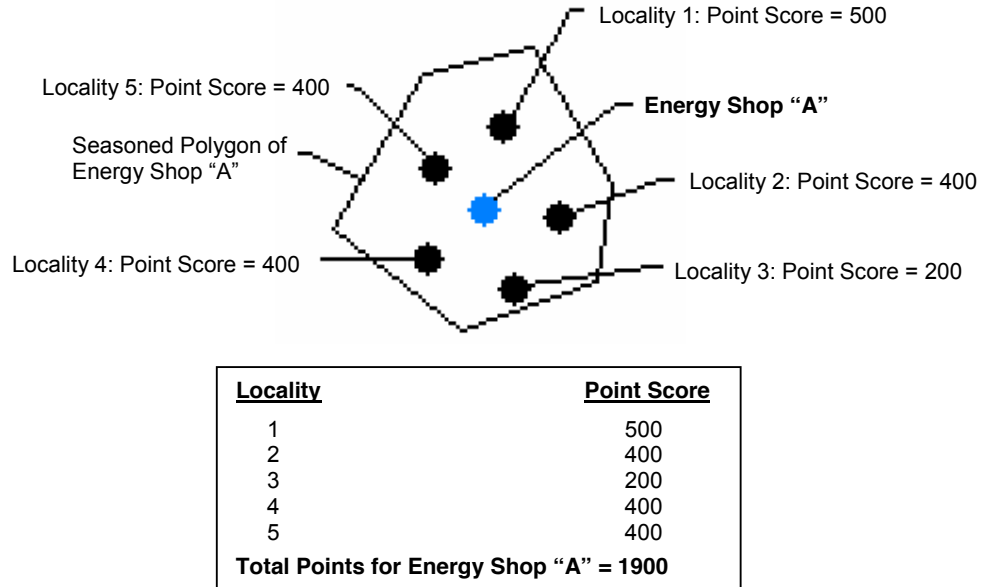 Locality 1: Point Score = 500
Locality 5: Point Score = 400
Energy Shop “A”
Seasoned Polygon of
Energy Shop “A”
Locality 2: Point Score = 400
Locality 4: Point Score = 400
Locality 3: Point Score = 200
Locality Point Score
1 500
2 400
3 200
4 400
5 400
Total Points for Energy Shop “A” = 1900